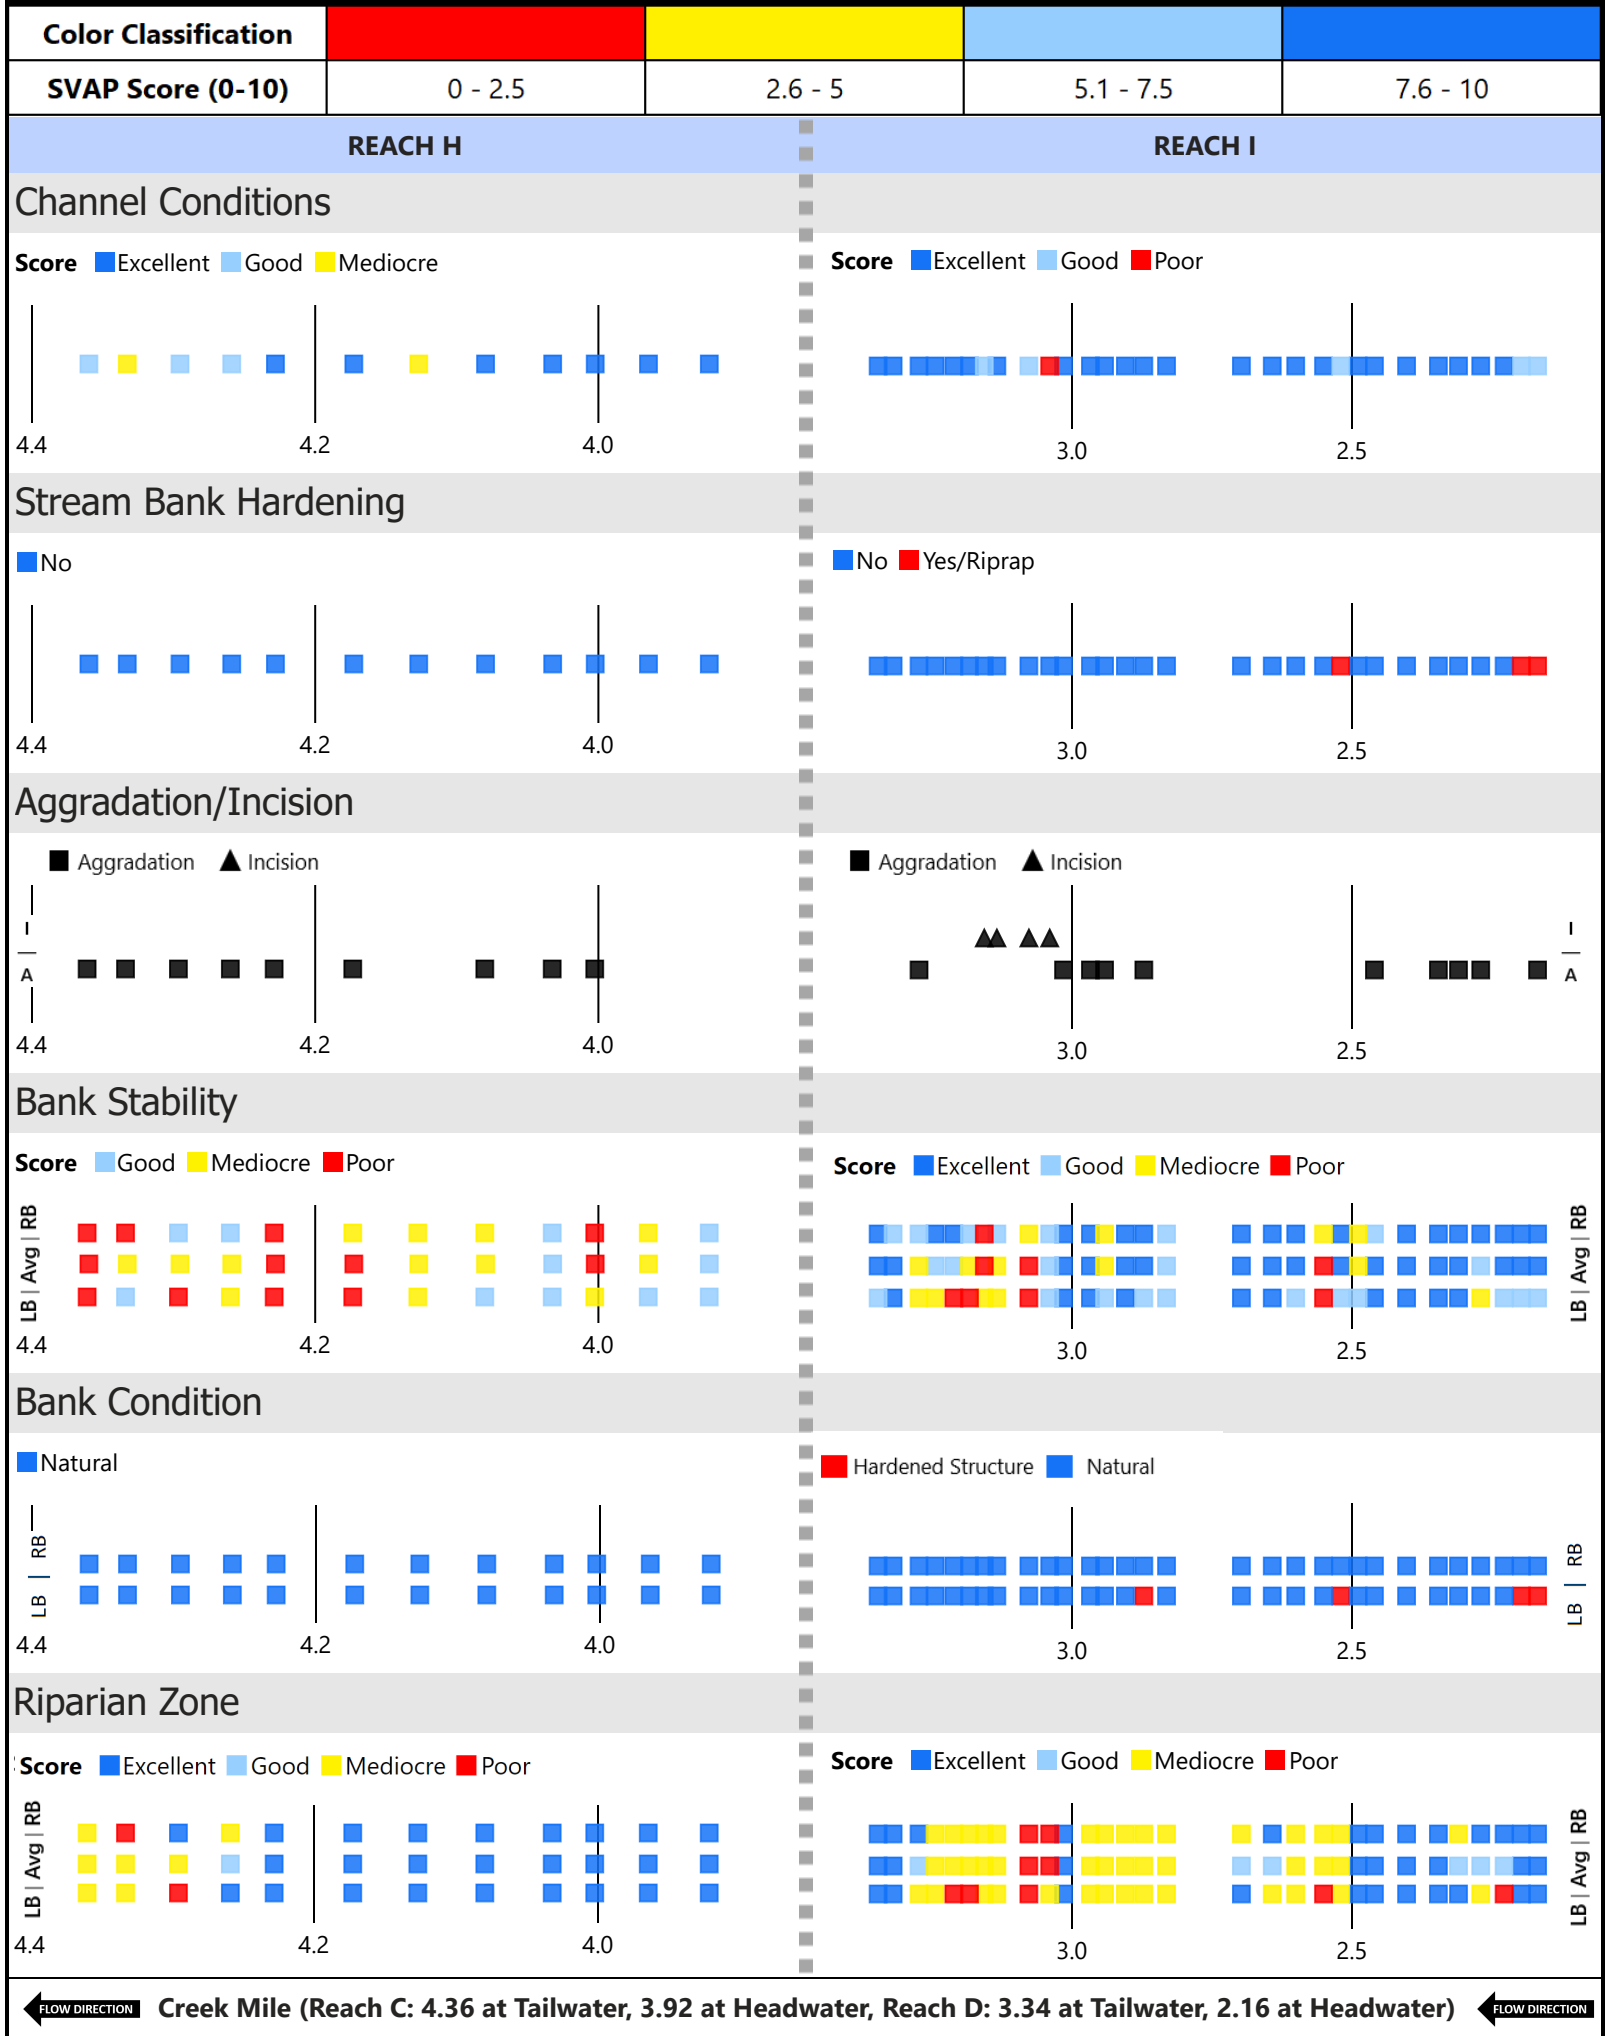 Color Classification
SVAP Score (0-10) 0 - 2.5 2.6 - 5 5.1 - 7.5 7.6 - 10
REACH H REACH I
Channel Conditions
Score Excellent Good Mediocre
Score Excellent Good Poor
4.4 4.2 4.0
3.0 2.5
Stream Bank Hardening
No
No Yes/Riprap
4.4 4.2 4.0
3.0 2.5
Aggradation/Incision
Aggradation Incision
Aggradation Incision
I
A
I
A
4.4 4.2 4.0
3.0 2.5
Bank Stability
Score Good Mediocre Poor
Score Excellent Good Mediocre Poor
LB | Avg | RB
LB | Avg | RB
4.4 4.2 4.0
3.0 2.5
Bank Condition
Natural
Hardened Structure Natural
LB | RB
LB | RB
4.4 4.2 4.0
3.0 2.5
Riparian Zone
Score Excellent Good Mediocre Poor
Score Excellent Good Mediocre Poor
LB | Avg | RB
LB | Avg | RB
4.4 4.2 4.0
3.0 2.5
FLOW DIRECTION Creek Mile (Reach C: 4.36 at Tailwater, 3.92 at Headwater, Reach D: 3.34 at Tailwater, 2.16 at Headwater) FLOW DIRECTION